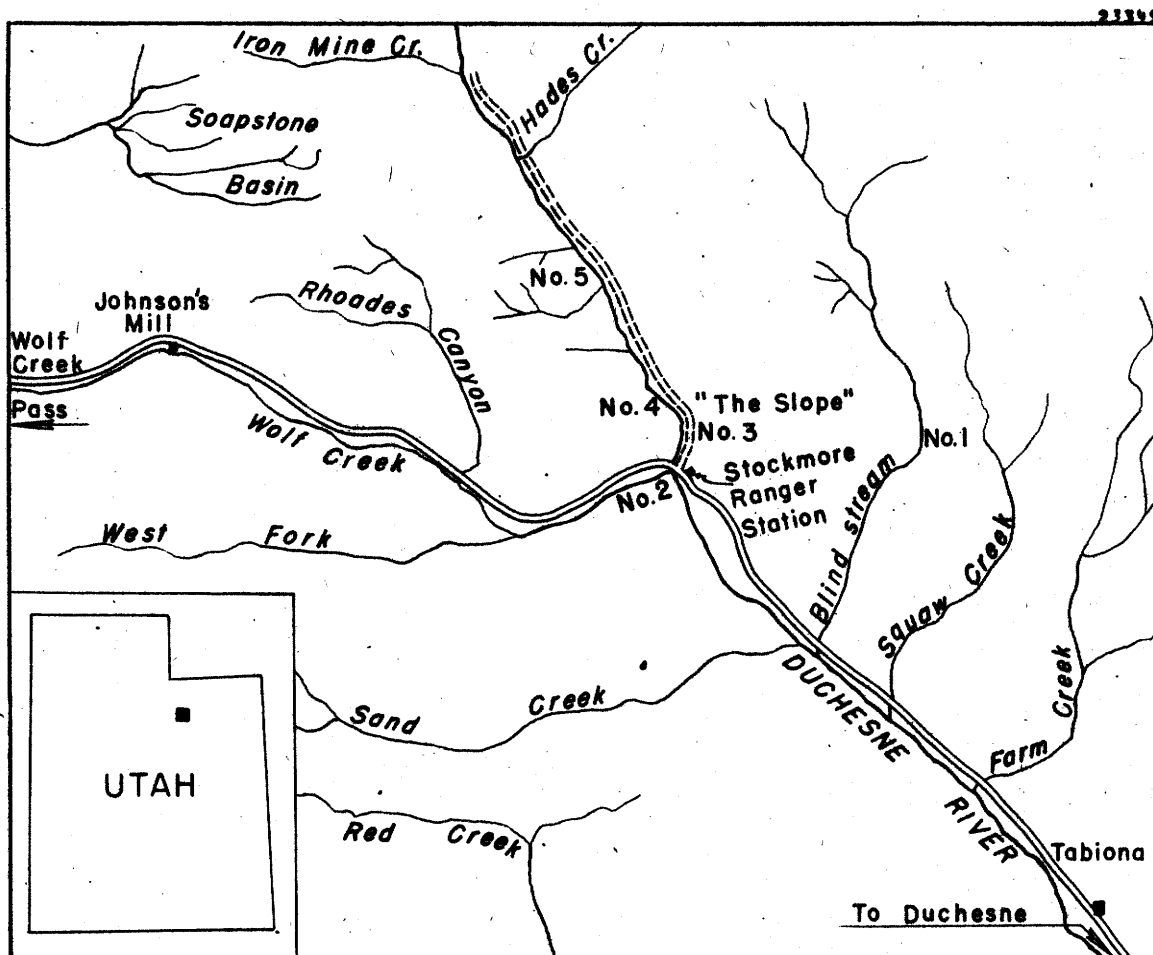 Iron Mine Cr.
Hades Cr.
Soapstone
Basin
No. 5
Rhoades
Canyon
Johnson's
Mill
Wolf
Creek
Pass
Wolf Creek
No. 4
"The Slope"
No. 3
No. 1
Stockmore
Ranger
Station
No. 2
West Fork
Blind stream
Squaw Creek
Sand Creek
DUCHESNE
RIVER
Farm
Creek
UTAH
Red Creek
Tabiona
To Duchesne